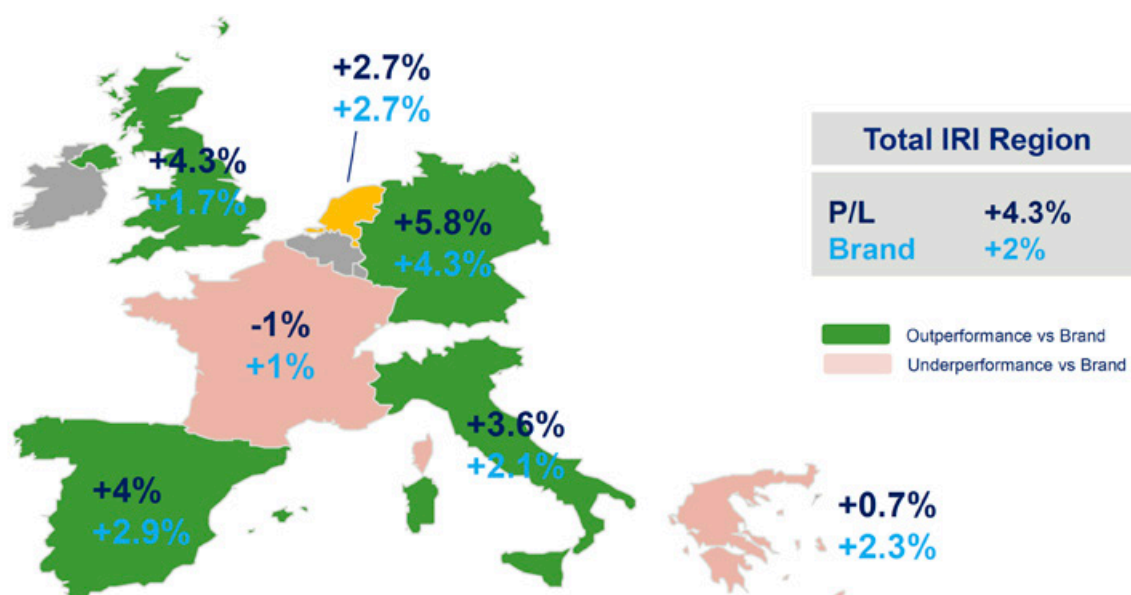 +2.7%
+2.7%
+4.3%
+1.7%
+5.8%
+4.3%
-1%
+1%
+3.6%
+2.1%
+4%
+2.9%
+0.7%
+2.3%
Total IRI Region
P/L +4.3%
Brand +2%
Outperformance vs Brand
Underperformance vs Brand